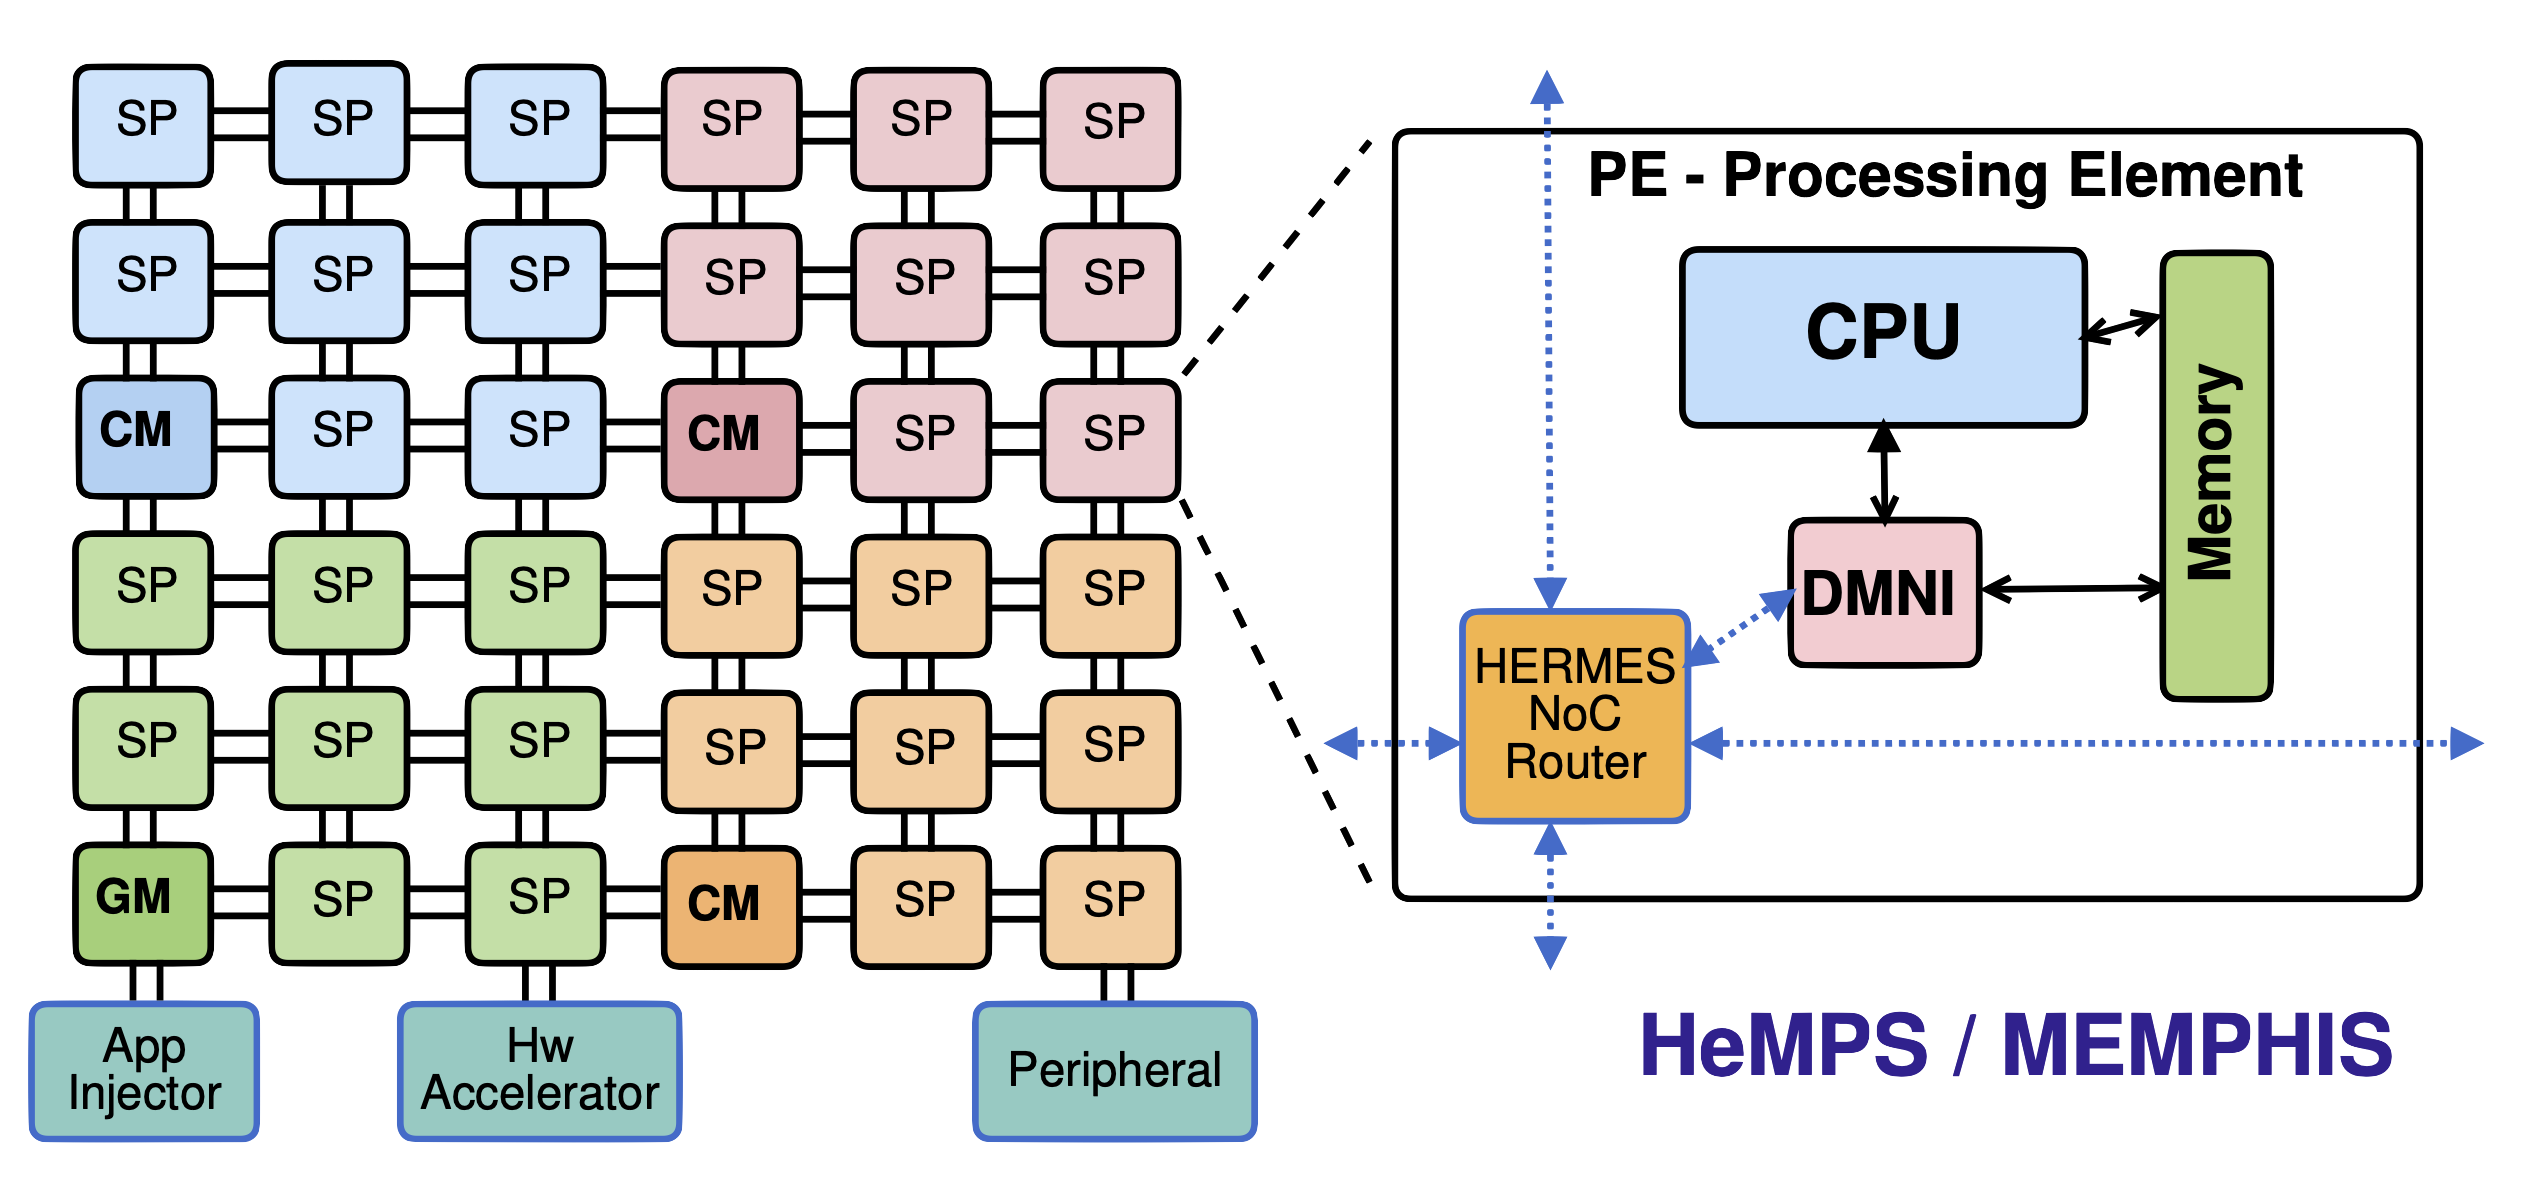 SP SP SP SP SP SP
SP SP SP SP SP SP
CM SP SP CM SP SP
SP SP SP SP SP SP
SP SP SP SP SP SP
GM SP SP CM SP SP
App
Injector
Hw
Accelerator
Peripheral
PE - Processing Element
CPU
Memory
DMNI
HERMES
NoC
Router
HeMPS / MEMPHIS